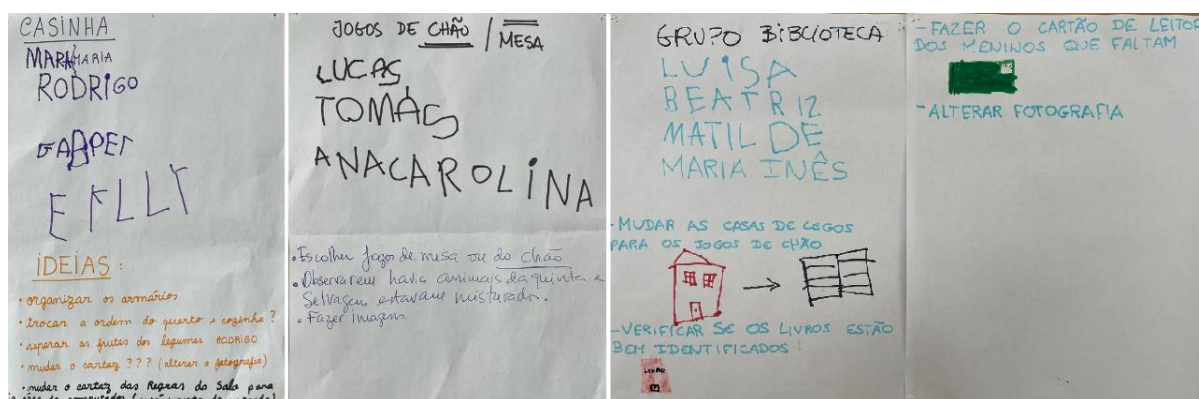 CASINHA
MARIA
RODRIGO
IDEIAS:
• organizar os armários
• trocar a ordem do quarto e cozinha?
• separar as frutas dos legumes RODRIGO
• mudar o cartaz ??? (alterar a fotografia)
• mudar o cartaz das Regras da Sala para
JOGOS DE CHÃO / MESA
LUCAS
TOMÁS
ANACAROLINA
• Escolher jogos de mesa ou do chão
• Observaram havia animais da quinta e
Selvagens estavam misturados.
• Fazer imagens
GRUPO BIBLIOTECA
LUISA
BEATRIZ
MATILDE
MARIA INÊS
- MUDAR AS CASAS DE LEGOS
PARA OS JOGOS DE CHÃO
- VERIFICAR SE OS LIVROS ESTÃO
BEM IDENTIFICADOS!
- FAZER O CARTÃO DE LEITOR
DOS MENINOS QUE FALTAM
- ALTERAR FOTOGRAFIA